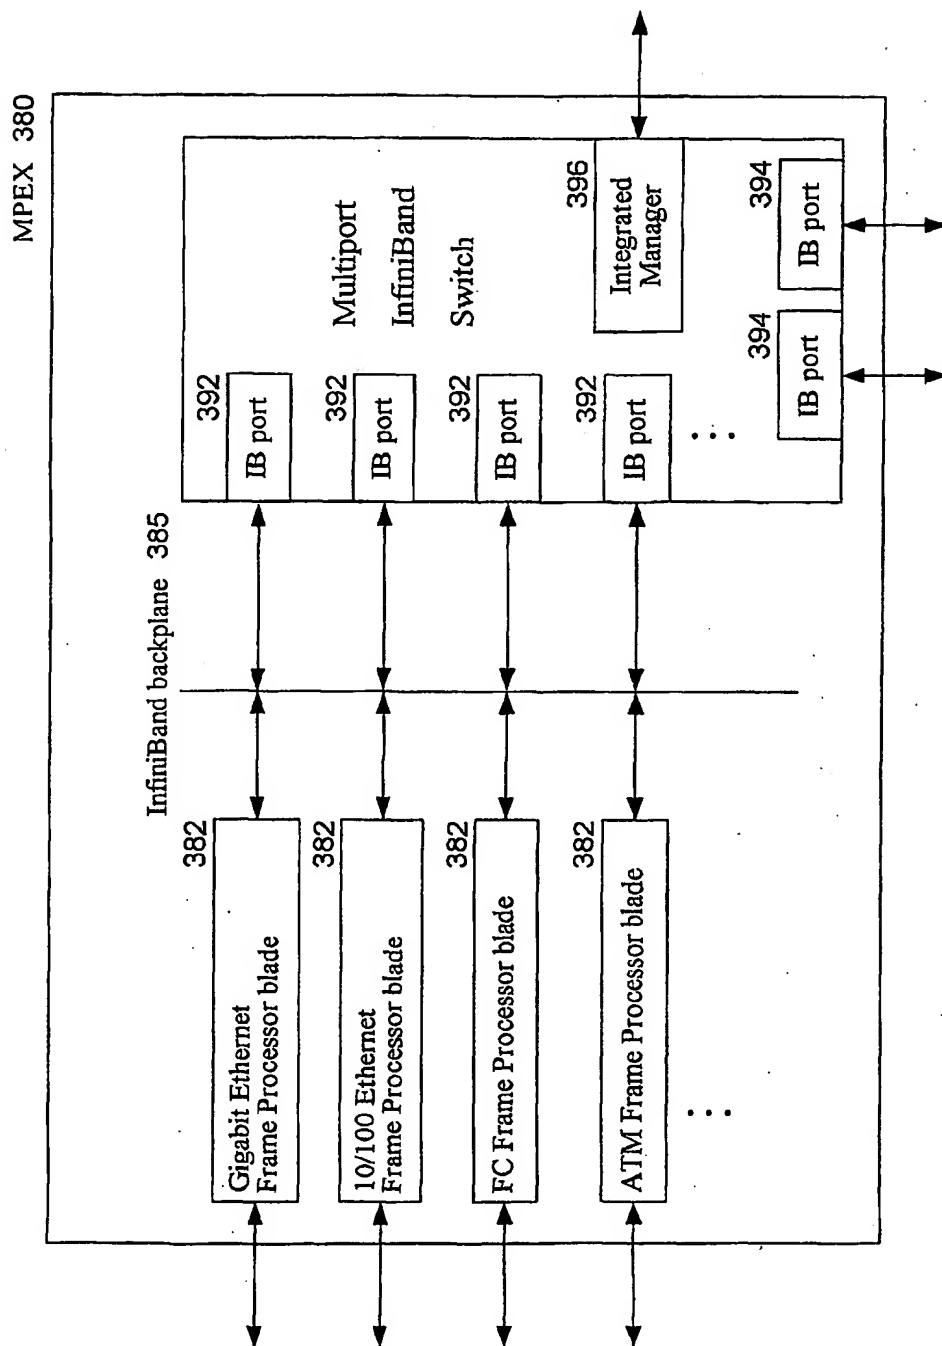 MPEX 380
InfiniBand backplane 385
382
Gigabit Ethernet
Frame Processor blade
382
10/100 Ethernet
Frame Processor blade
382
FC Frame Processor blade
382
ATM Frame Processor blade
...
392
IB port
392
IB port
392
IB port
392
IB port
...
Multiport
InfiniBand
Switch
396
Integrated
Manager
394
IB port
394
IB port